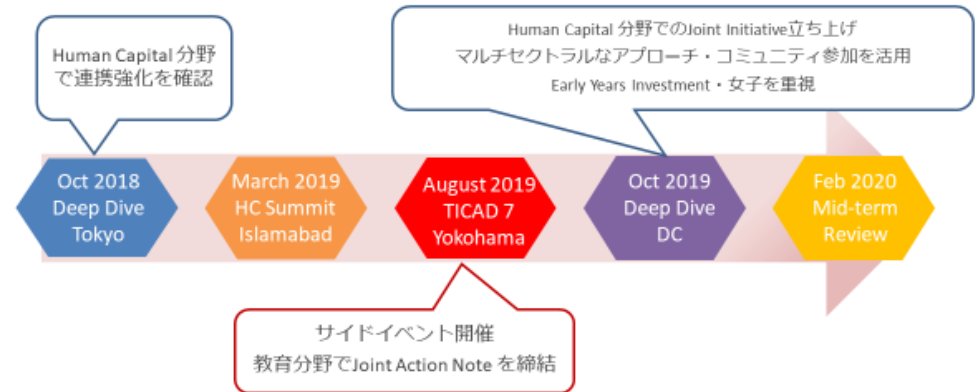 Human Capital 分野
で連携強化を確認
Human Capital 分野でのJoint Initiative立ち上げ
マルチセクトラルなアプローチ・コミュニティ参加を活用
Early Years Investment・女子を重視
Oct 2018
Deep Dive
Tokyo
March 2019
HC Summit
Islamabad
August 2019
TICAD 7
Yokohama
Oct 2019
Deep Dive
DC
Feb 2020
Mid-term
Review
サイドイベント開催
教育分野でJoint Action Note を締結